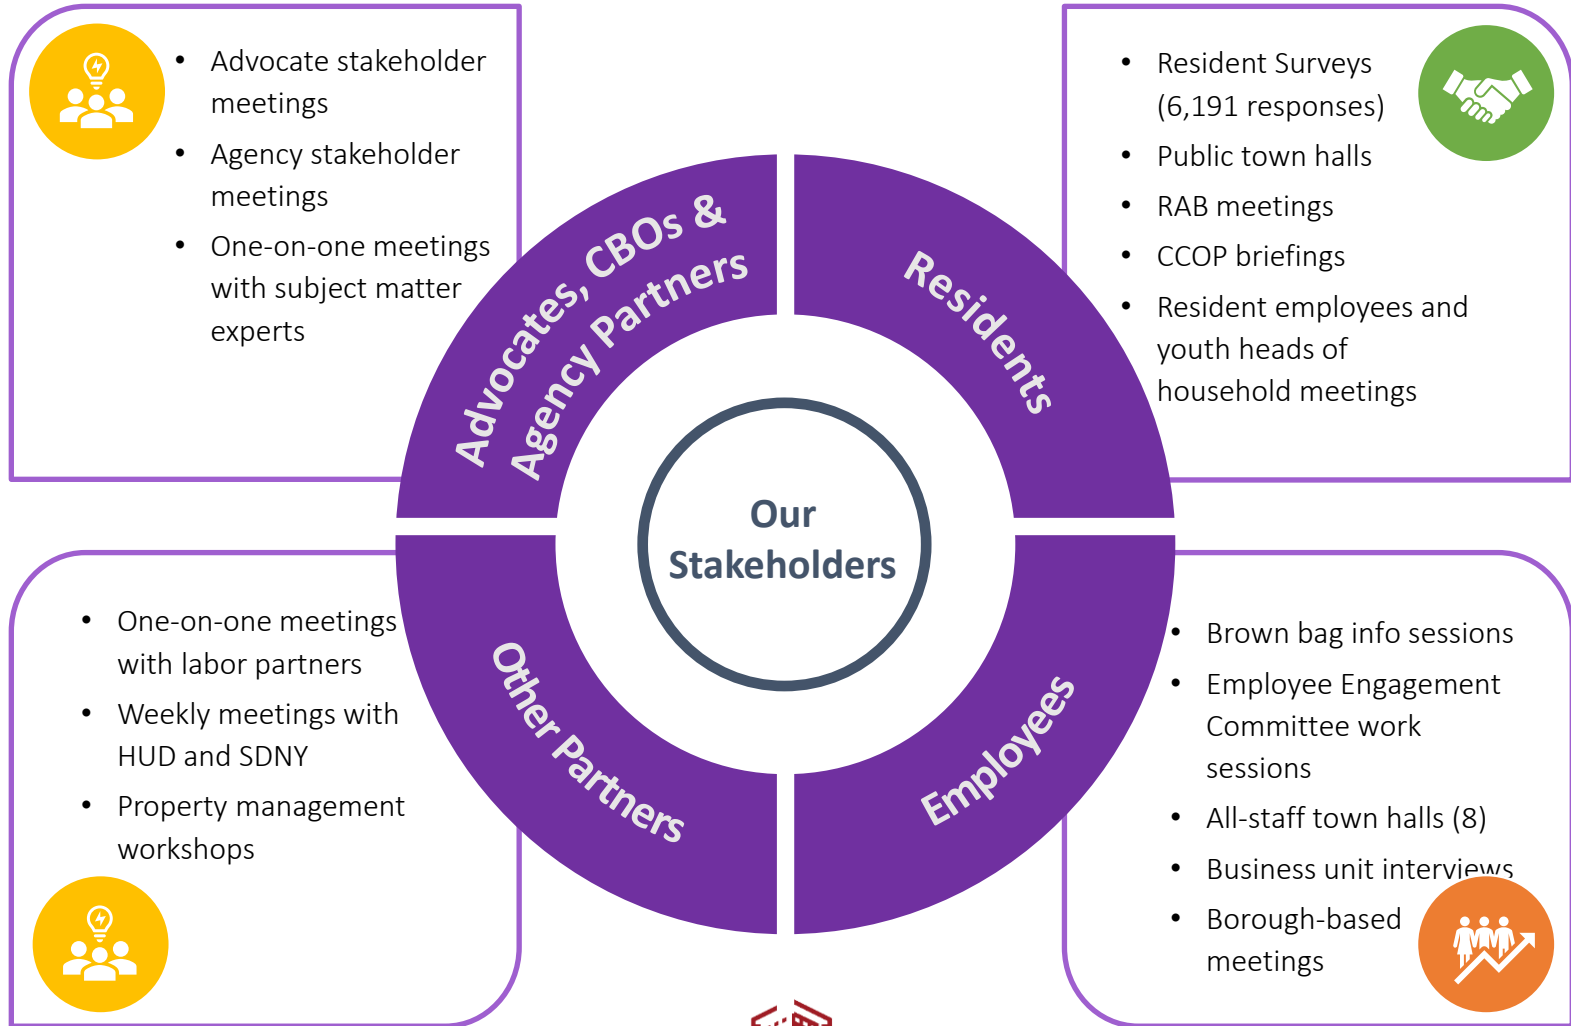 • Advocate stakeholder
meetings
• Agency stakeholder
meetings
• One-on-one meetings
with subject matter
experts
• Resident Surveys
(6,191 responses)
• Public town halls
• RAB meetings
• CCOP briefings
• Resident employees and
youth heads of
household meetings
Advocates, CBOs &
Agency Partners
Residents
Our
Stakeholders
Other Partners
Employees
• One-on-one meetings
with labor partners
• Weekly meetings with
HUD and SDNY
• Property management
workshops
• Brown bag info sessions
• Employee Engagement
Committee work
sessions
• All-staff town halls (8)
• Business unit interviews
• Borough-based
meetings